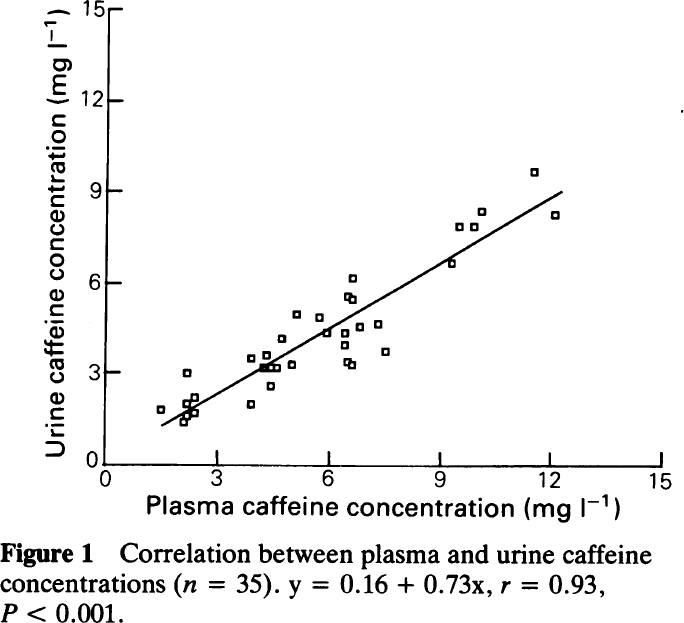 Urine caffeine concentration (mg l⁻¹)
15
12
9
6
3
0
0 3 6 9 12 15
Plasma caffeine concentration (mg l⁻¹)
Figure 1 Correlation between plasma and urine caffeine
concentrations (n = 35). y = 0.16 + 0.73x, r = 0.93,
P < 0.001.